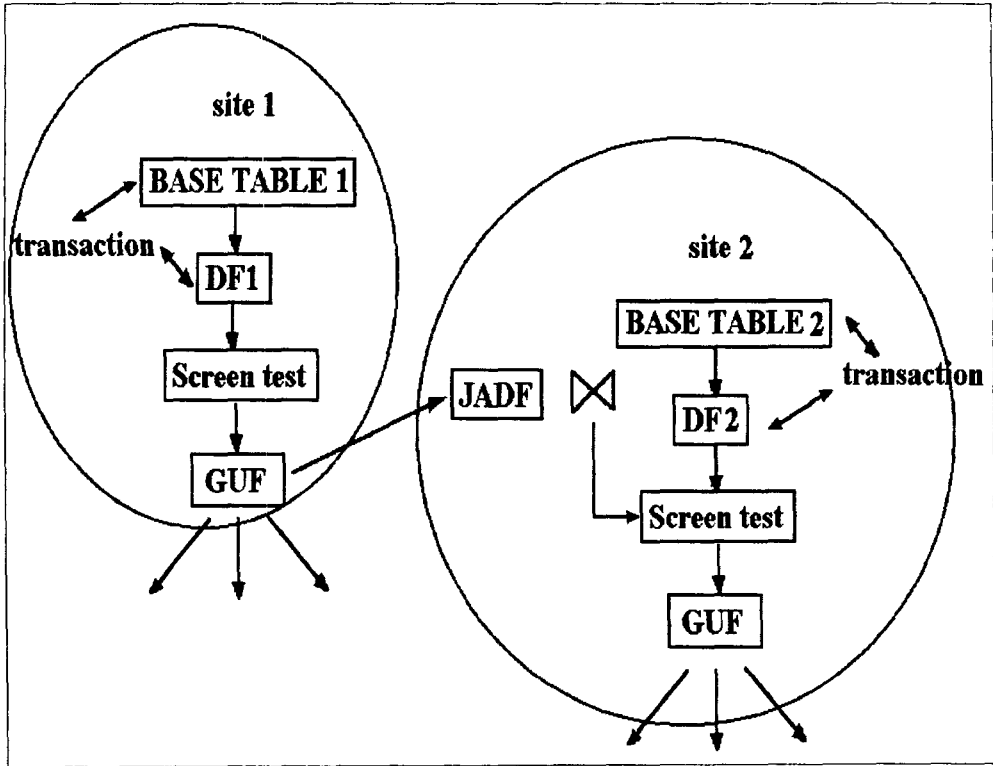 site 1
BASE TABLE 1
transaction
DF1
Screen test
GUF
site 2
BASE TABLE 2
transaction
JADF
DF2
Screen test
GUF